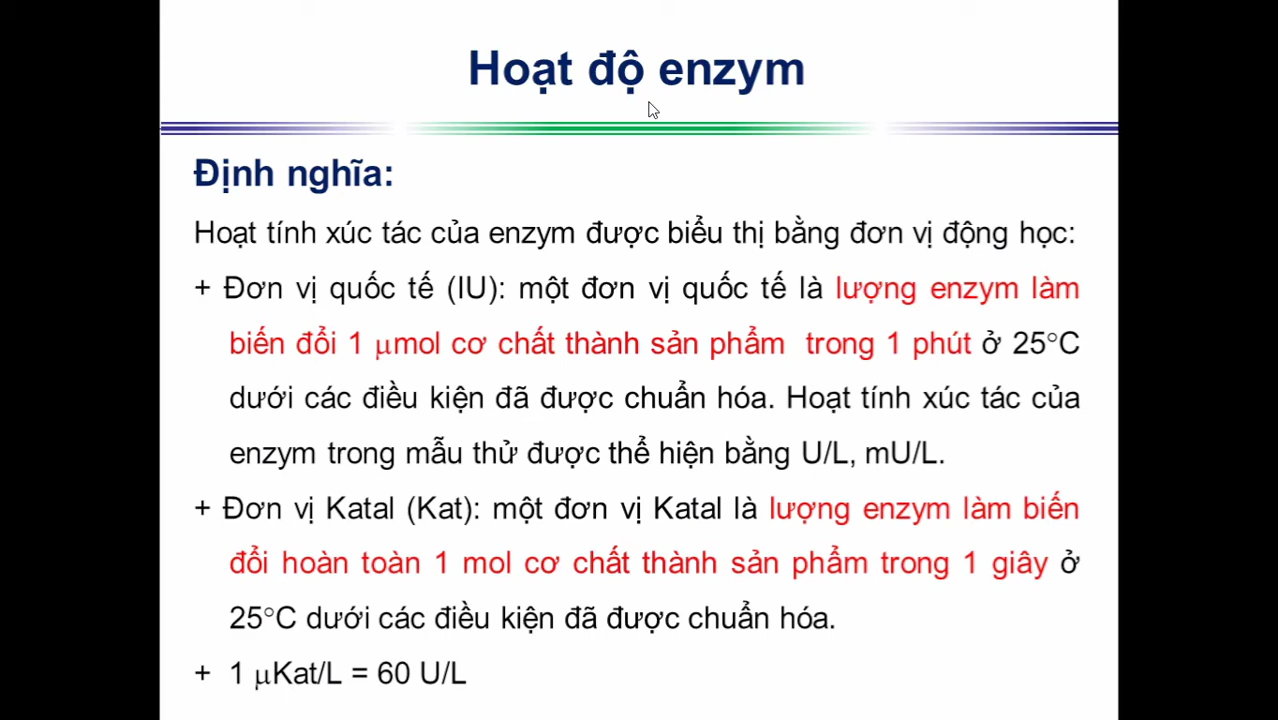 Hoạt độ enzym
Định nghĩa:
Hoạt tính xúc tác của enzym được biểu thị bằng đơn vị động học:
+ Đơn vị quốc tế (IU): một đơn vị quốc tế là lượng enzym làm
biến đổi 1 μmol cơ chất thành sản phẩm trong 1 phút ở 25°C
dưới các điều kiện đã được chuẩn hóa. Hoạt tính xúc tác của
enzym trong mẫu thử được thể hiện bằng U/L, mU/L.
+ Đơn vị Katal (Kat): một đơn vị Katal là lượng enzym làm biến
đổi hoàn toàn 1 mol cơ chất thành sản phẩm trong 1 giây ở
25°C dưới các điều kiện đã được chuẩn hóa.
+ 1 μKat/L = 60 U/L